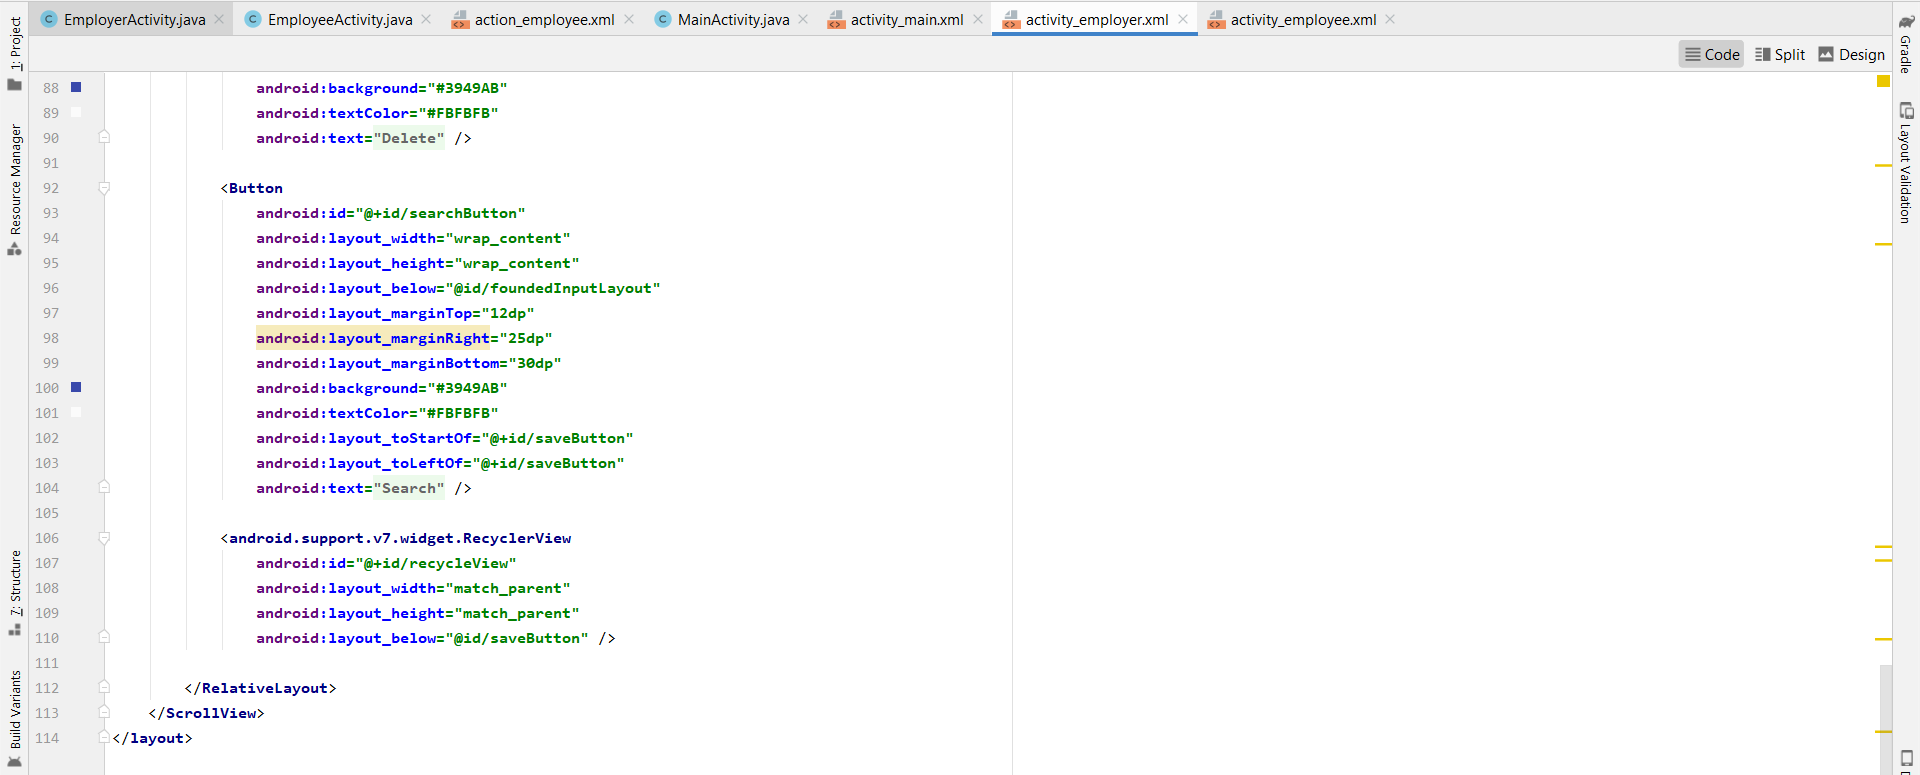 EmployerActivity.java EmployeeActivity.java action_employee.xml MainActivity.java activity_main.xml activity_employer.xml activity_employee.xml
Code Split Design
1: Project
Resource Manager
7: Structure
Build Variants
88 android:background="#3949AB"
89 android:textColor="#FBFBFB"
90 android:text="Delete" />
91
92 <Button
93 android:id="@+id/searchButton"
94 android:layout_width="wrap_content"
95 android:layout_height="wrap_content"
96 android:layout_below="@id/foundedInputLayout"
97 android:layout_marginTop="12dp"
98 android:layout_marginRight="25dp"
99 android:layout_marginBottom="30dp"
100 android:background="#3949AB"
101 android:textColor="#FBFBFB"
102 android:layout_toStartOf="@+id/saveButton"
103 android:layout_toLeftOf="@+id/saveButton"
104 android:text="Search" />
105
106 <android.support.v7.widget.RecyclerView
107 android:id="@+id/recycleView"
108 android:layout_width="match_parent"
109 android:layout_height="match_parent"
110 android:layout_below="@id/saveButton" />
111
112 </RelativeLayout>
113 </ScrollView>
114 </layout>
Gradle
Layout Validation